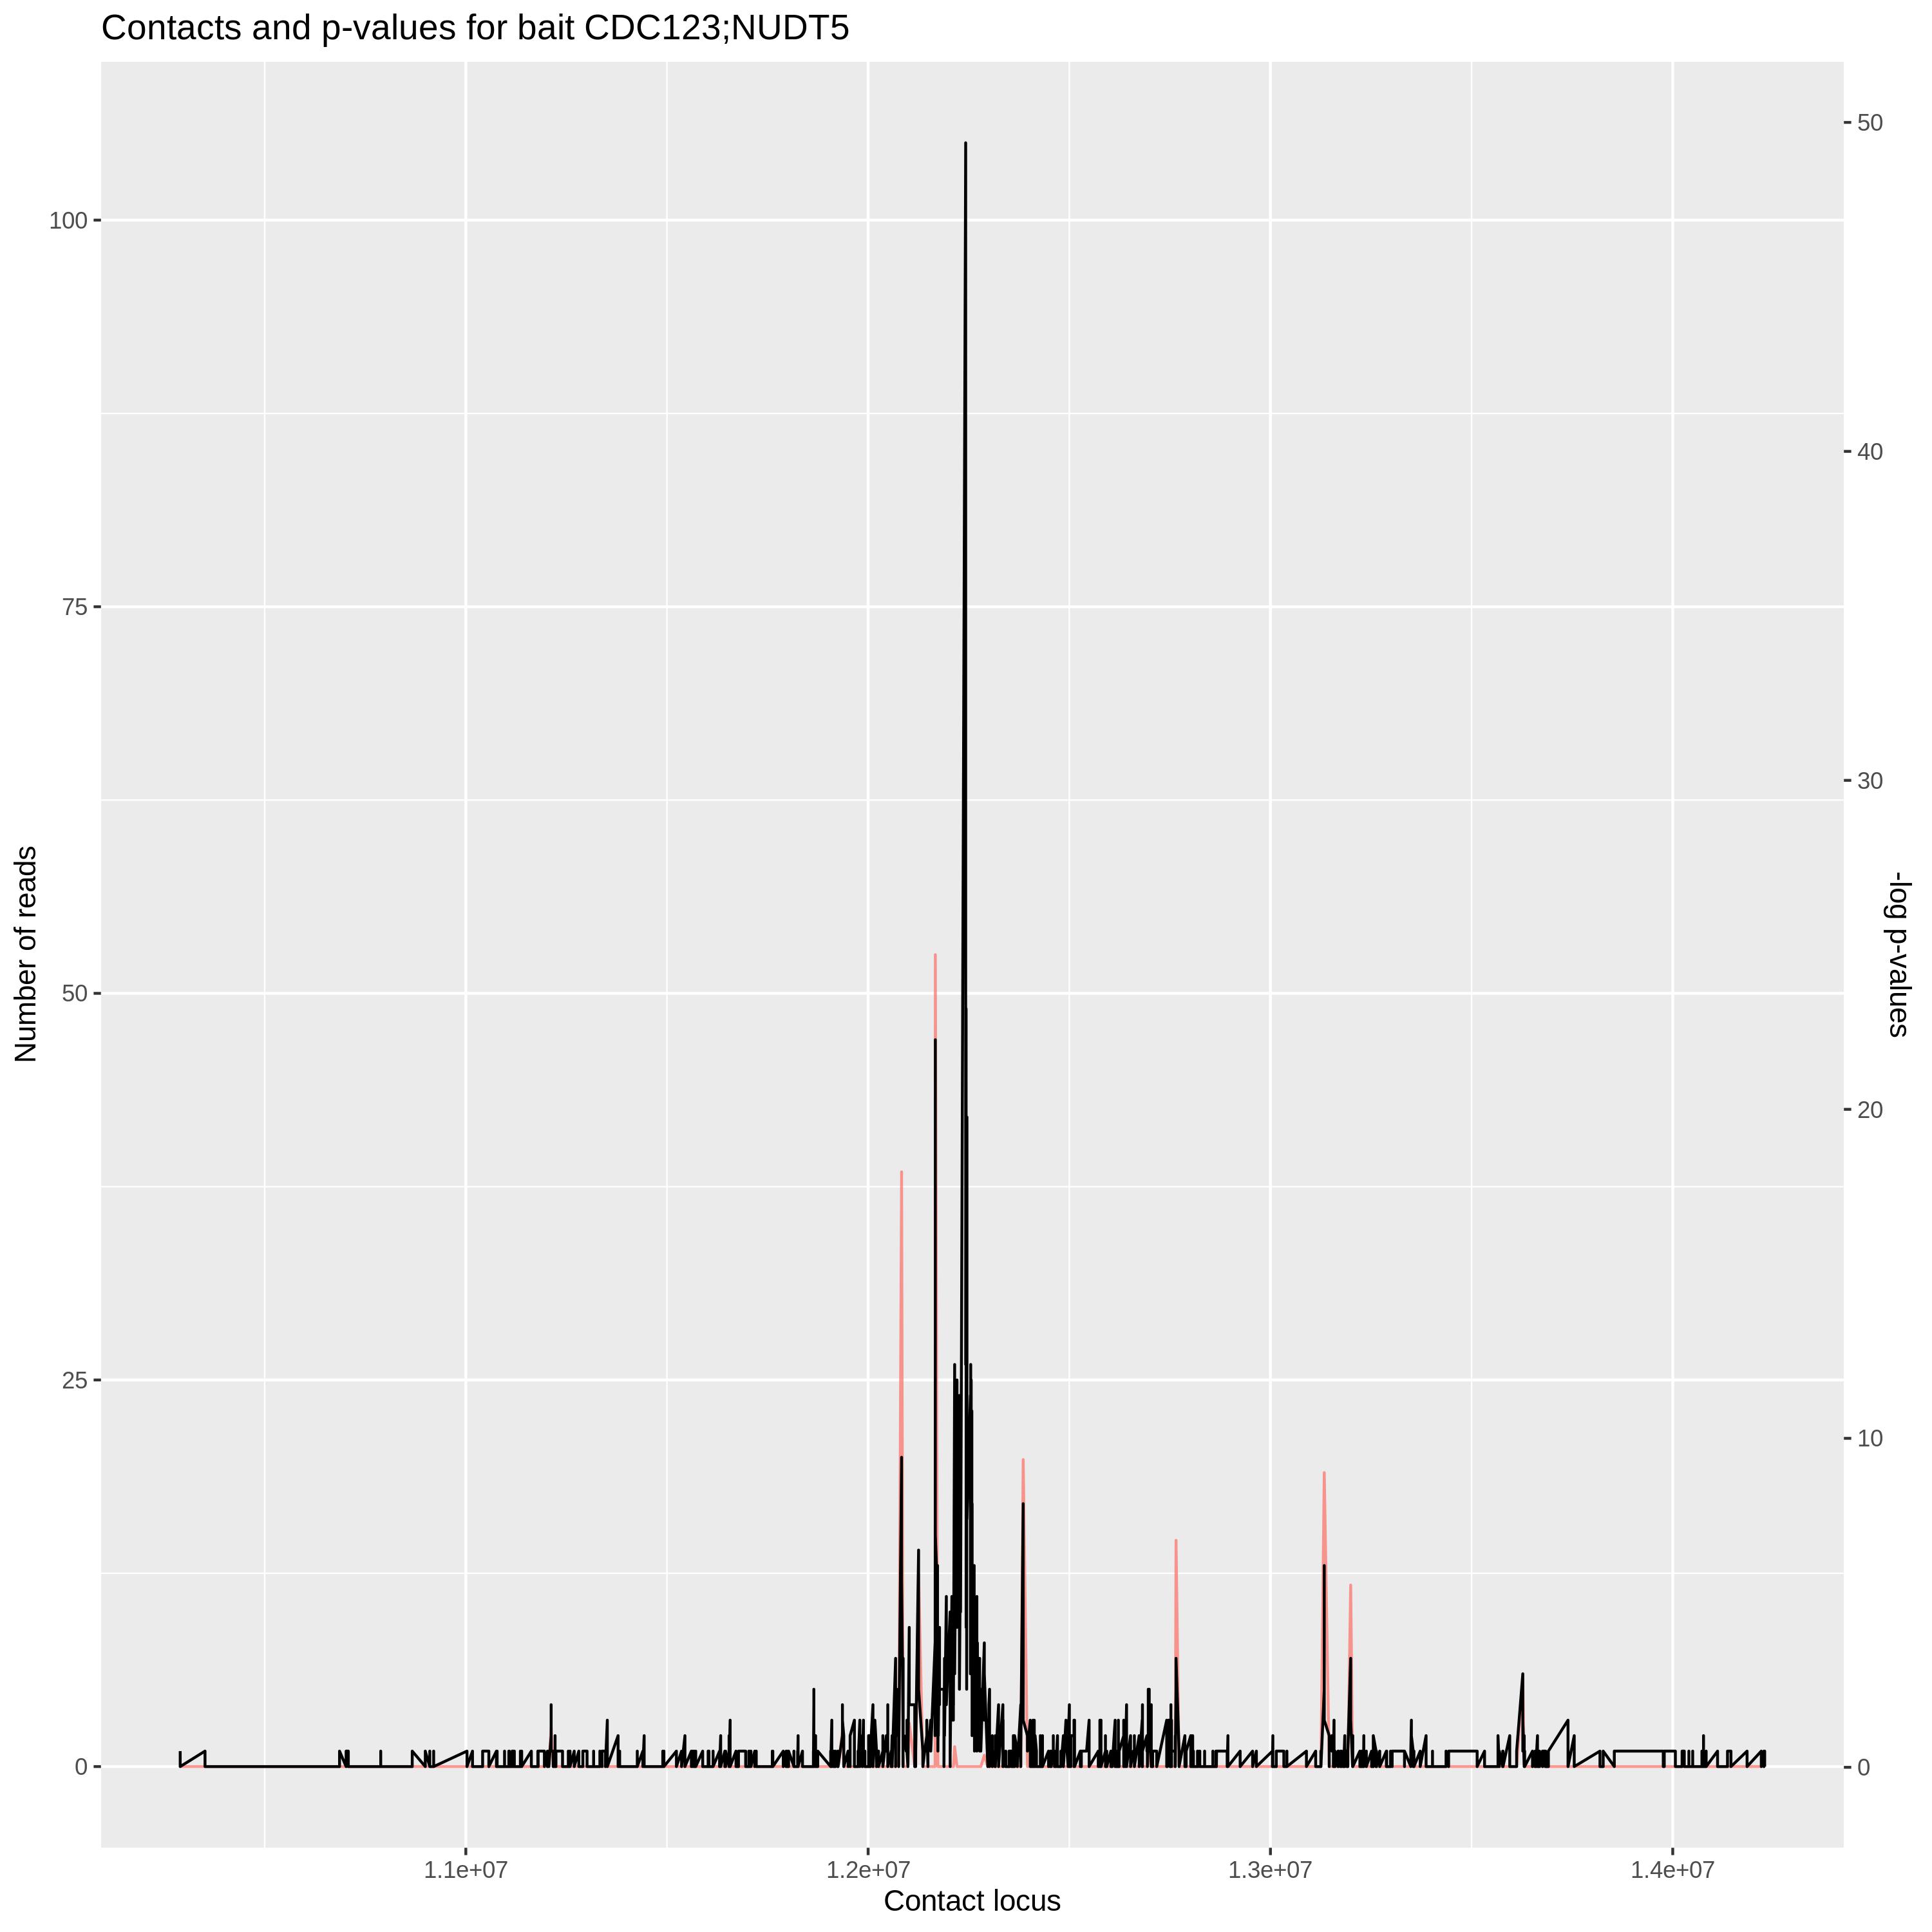 Contacts and p-values for bait CDC123;NUDT5
100
75
50
25
0
Number of reads
50
40
30
20
10
0
-log p-values
1.1e+07
1.2e+07
1.3e+07
1.4e+07
Contact locus